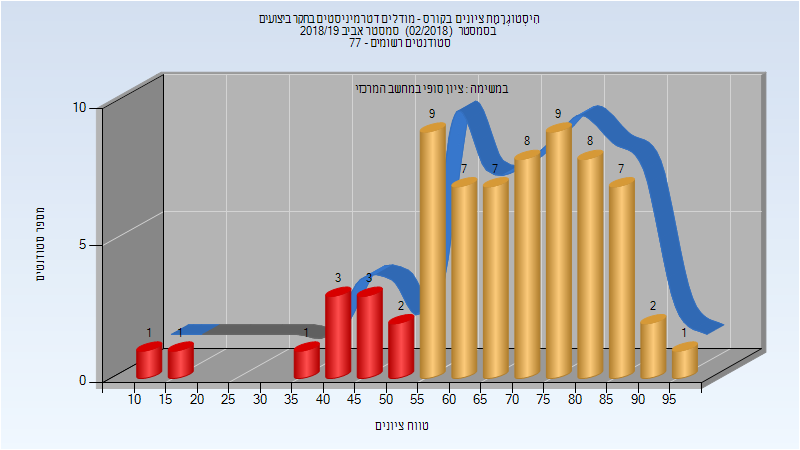 היסטוגרמת ציונים בקורס - מודלים דטרמיניסטים בחקר ביצועים
בסמסטר (02/2018) סמסטר אביב 2018/19
סטודנטים רשומים - 77
במשימה : ציון סופי במחשב המרכזי
מספר סטודנטים
10
5
0
1 1 1 3 3 2 9 7 7 8 9 8 7 2 1
10 15 20 25 30 35 40 45 50 55 60 65 70 75 80 85 90 95
טווח ציונים